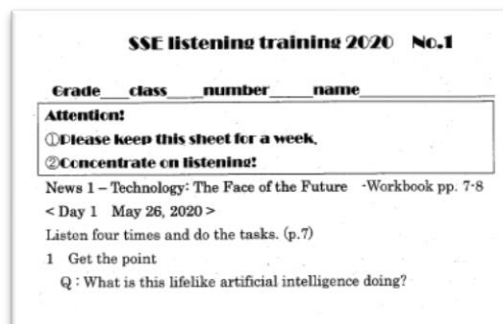 SSE listening training 2020 No.1
Grade___class____number_____name_______________
Attention!
①Please keep this sheet for a week.
②Concentrate on listening!
News 1 – Technology: The Face of the Future -Workbook pp. 7-8
< Day 1 May 26, 2020 >
Listen four times and do the tasks. (p.7)
1 Get the point
Q : What is this lifelike artificial intelligence doing?